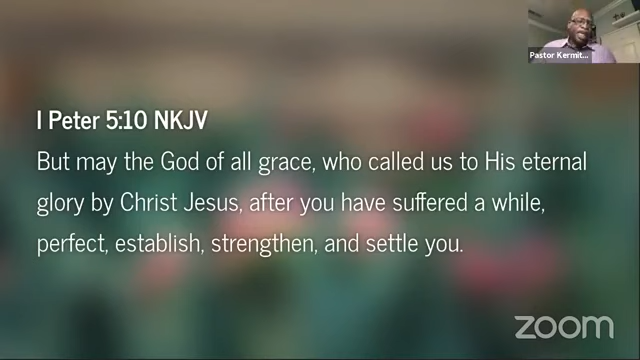 Pastor Kermit...
I Peter 5:10 NKJV
But may the God of all grace, who called us to His eternal
glory by Christ Jesus, after you have suffered a while,
perfect, establish, strengthen, and settle you.
zoom